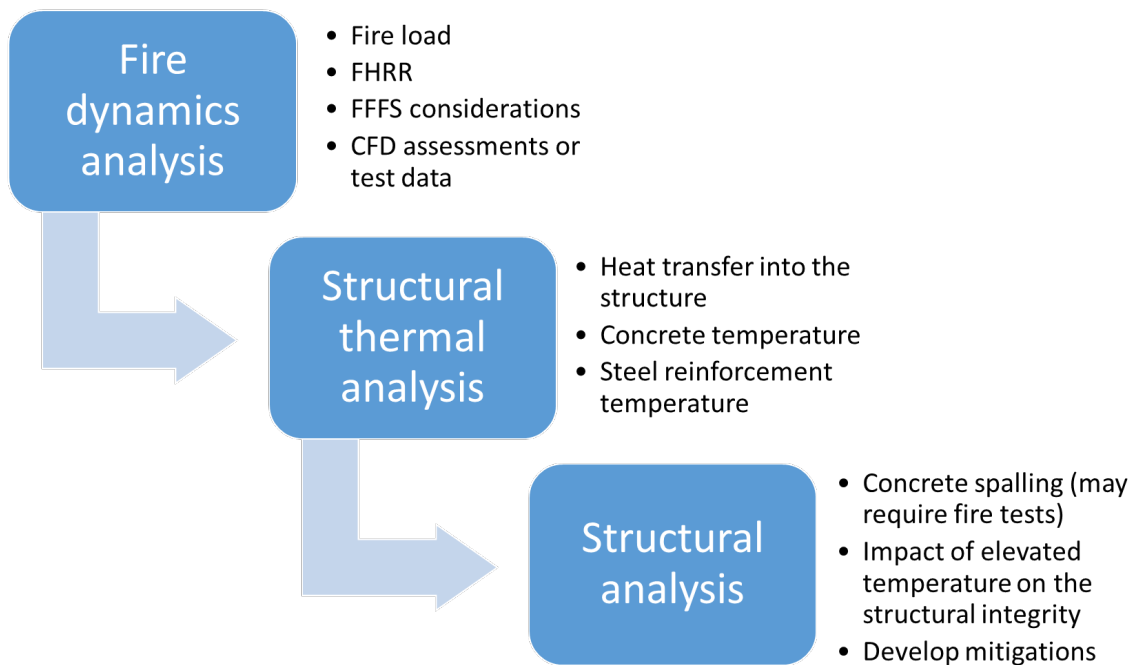 Fire
dynamics
analysis
• Fire load
• FHRR
• FFFS considerations
• CFD assessments or
test data
Structural
thermal
analysis
• Heat transfer into the
structure
• Concrete temperature
• Steel reinforcement
temperature
Structural
analysis
• Concrete spalling (may
require fire tests)
• Impact of elevated
temperature on the
structural integrity
• Develop mitigations